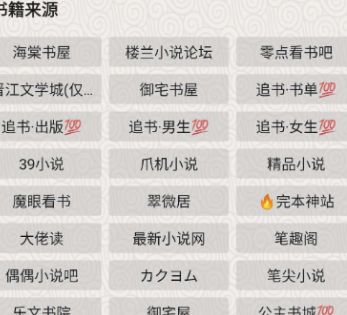 书籍来源
海棠书屋 楼兰小说论坛 零点看书吧
晋江文学城(仅... 御宅书屋 追书·书单💯
追书·出版💯 追书·男生💯 追书·女生💯
39小说 爪机小说 精品小说
魔眼看书 翠微居 🔥完本神站
大佬读 最新小说网 笔趣阁
偶偶小说吧 カクヨム 笔尖小说
乐文书院 御宅屋 公主书城💯